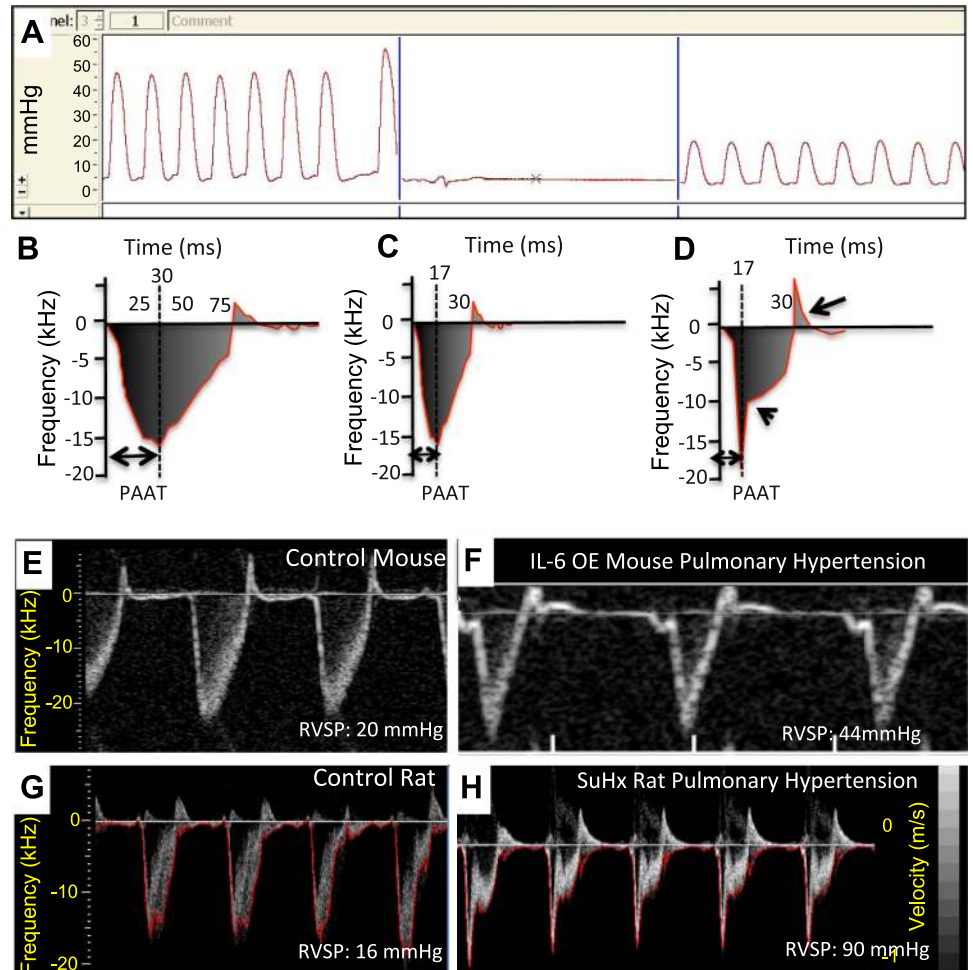 A
nel: 3 1 Comment
mmHg
60
50
40
30
20
10
0
B
Time (ms)
30
25 50 75
Frequency (kHz)
0
-5
-10
-15
-20
PAAT
C
Time (ms)
17
30
Frequency (kHz)
0
-5
-10
-15
-20
PAAT
D
Time (ms)
17
30
Frequency (kHz)
0
-5
-10
-15
-20
PAAT
E
Control Mouse
Frequency (kHz)
0
-10
-20
RVSP: 20 mmHg
F
IL-6 OE Mouse Pulmonary Hypertension
RVSP: 44mmHg
G
Control Rat
Frequency (kHz)
0
-10
-20
RVSP: 16 mmHg
H
SuHx Rat Pulmonary Hypertension
0
Velocity (m/s)
-1
RVSP: 90 mmHg